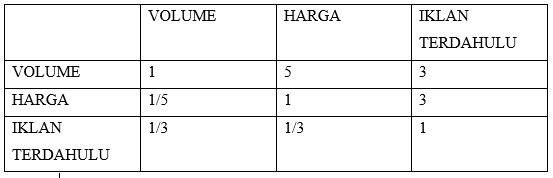 VOLUME HARGA IKLAN
TERDAHULU
VOLUME 1 5 3
HARGA 1/5 1 3
IKLAN 1/3 1/3 1
TERDAHULU